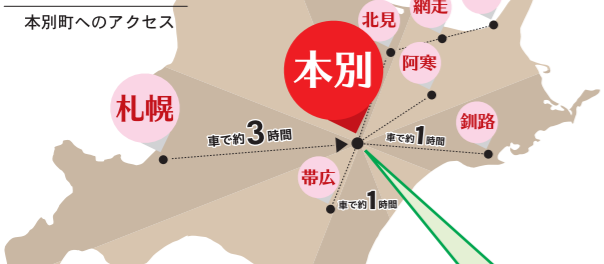 本別町へのアクセス
網走
北見
本別
阿寒
札幌
釧路
車で約3時間
車で約1時間
帯広
車で約1時間